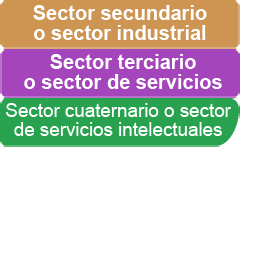 Sector secundario
o sector industrial
Sector terciario
o sector de servicios
Sector cuaternario o sector
de servicios intelectuales